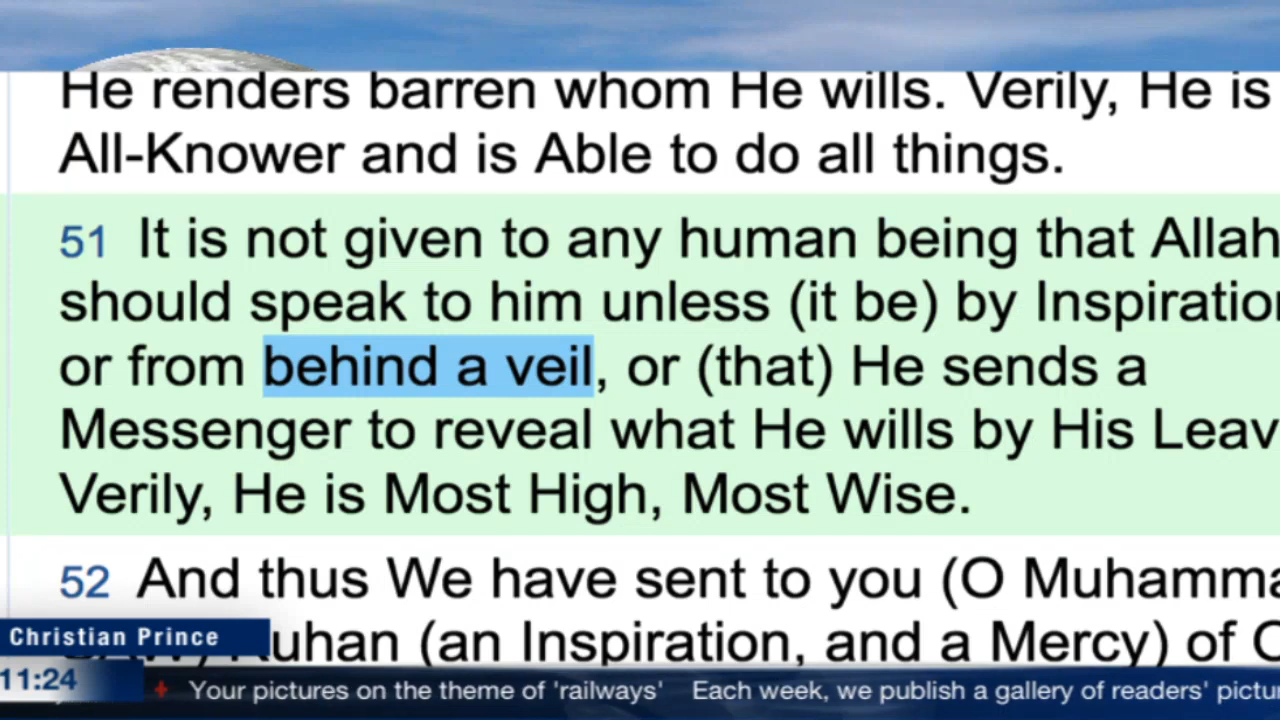 He renders barren whom He wills. Verily, He is
All-Knower and is Able to do all things.
51 It is not given to any human being that Allah
should speak to him unless (it be) by Inspiration
or from behind a veil, or (that) He sends a
Messenger to reveal what He wills by His Leav
Verily, He is Most High, Most Wise.
52 And thus We have sent to you (O Muhamma
Ruhan (an Inspiration, and a Mercy) of O
Christian Prince
11:24
Your pictures on the theme of 'railways' Each week, we publish a gallery of readers' pictu